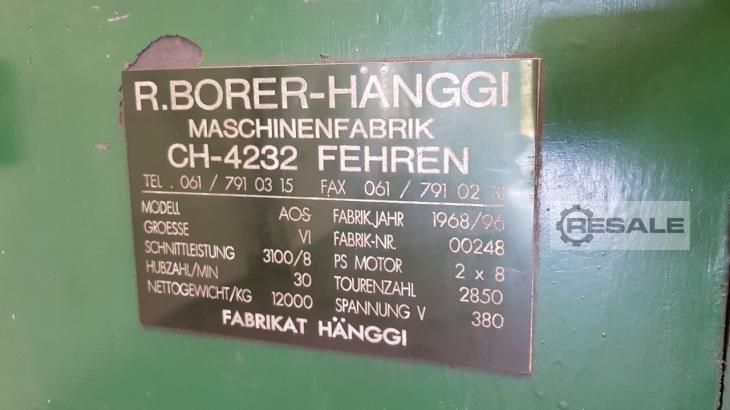 R.BORER-HÄNGGI
MASCHINENFABRIK
CH-4232 FEHREN
TEL. 061 / 791 03 15 FAX 061 / 791 02 31
MODELL AOS FABRIK.JAHR 1968/96
GROESSE VI FABRIK-NR. 00248
SCHNITTLEISTUNG 3100/8 PS MOTOR 2 x 8
HUBZAHL/MIN 30 TOURENZAHL 2850
NETTOGEWICHT/KG 12000 SPANNUNG V 380
FABRIKAT HÄNGGI
RESALE